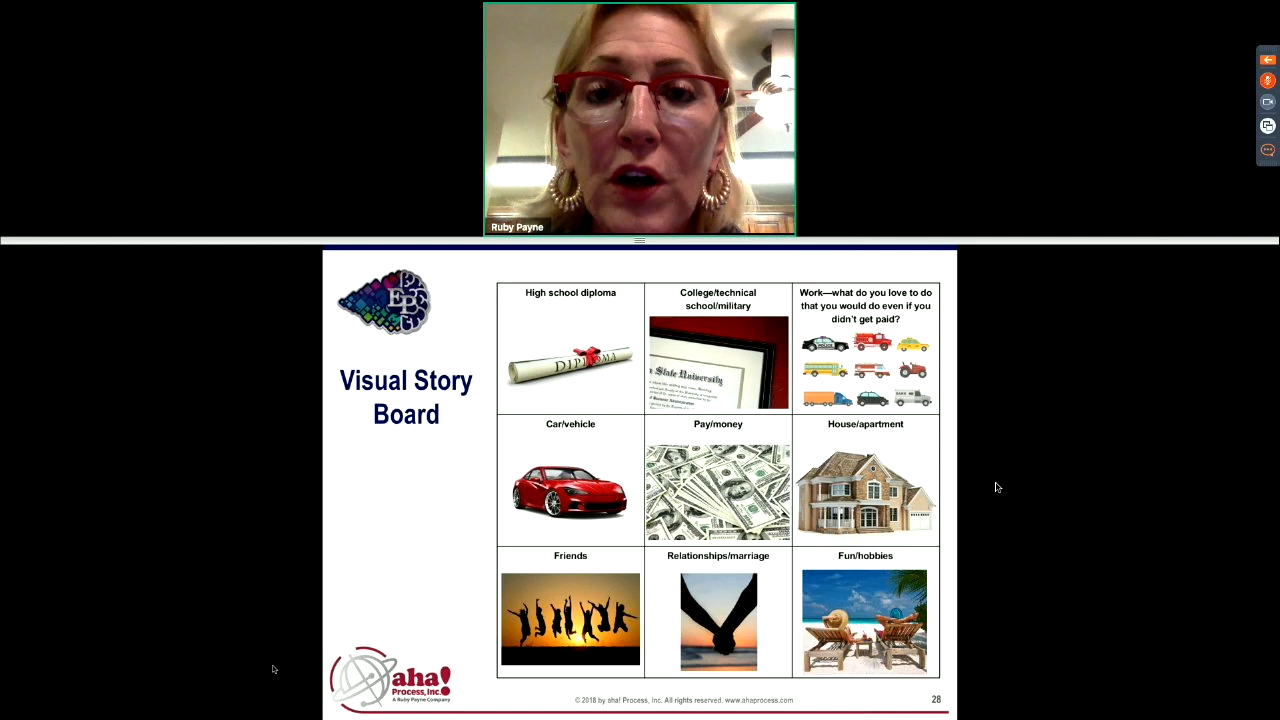 Ruby Payne
EP
Visual Story
Board
High school diploma
DIPLOMA
College/technical
school/military
State University
Work—what do you love to do
that you would do even if you
didn't get paid?
Car/vehicle
Pay/money
House/apartment
Friends
Relationships/marriage
Fun/hobbies
aha!
Process, Inc.
A Ruby Payne Company
© 2018 by aha! Process, Inc. All rights reserved. www.ahaprocess.com
28